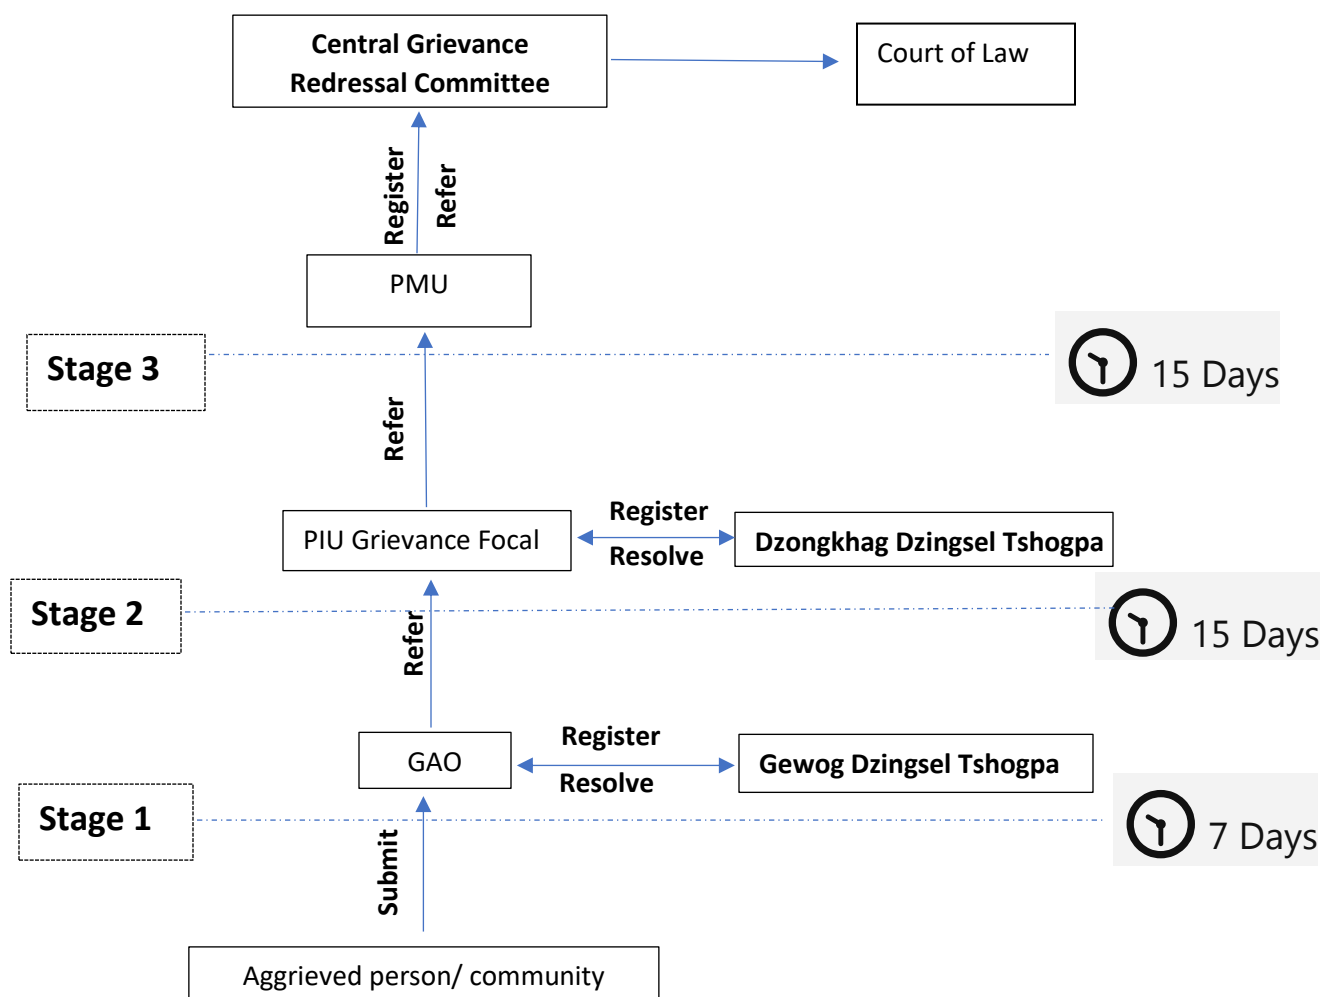 Central Grievance
Redressal Committee
Court of Law
Register
Refer
PMU
Stage 3
15 Days
Refer
Register
PIU Grievance Focal
Dzongkhag Dzingsel Tshogpa
Resolve
Stage 2
15 Days
Refer
Register
GAO
Gewog Dzingsel Tshogpa
Resolve
Stage 1
7 Days
Submit
Aggrieved person/ community